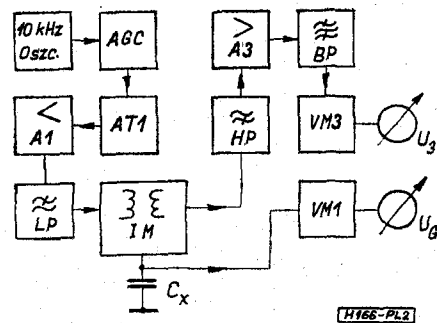 10 kHz
Oszc.
AGC
A3
BP
A1
AT1
HP
VM3
U3
LP
IM
VM1
UG
Cx
H166-PL2